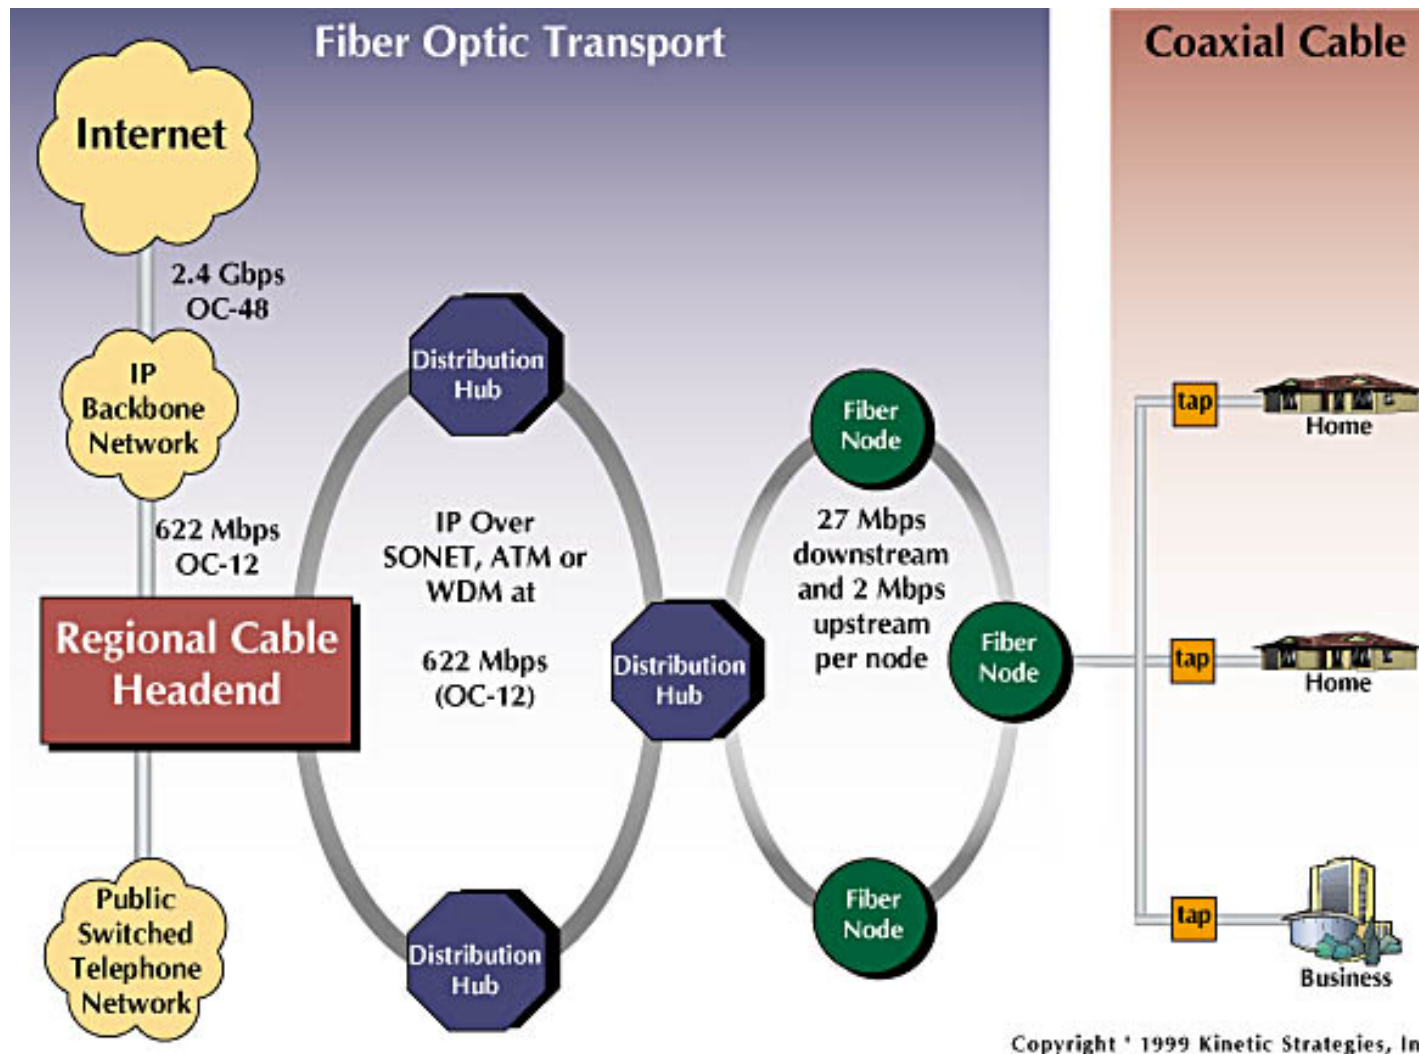 Fiber Optic Transport
Coaxial Cable
Internet
2.4 Gbps
OC-48
IP
Backbone
Network
622 Mbps
OC-12
Regional Cable
Headend
Public
Switched
Telephone
Network
Distribution
Hub
IP Over
SONET, ATM or
WDM at
622 Mbps
(OC-12)
Distribution
Hub
Distribution
Hub
Fiber
Node
27 Mbps
downstream
and 2 Mbps
upstream
per node
Fiber
Node
Fiber
Node
tap
Home
tap
Home
tap
Business
Copyright ' 1999 Kinetic Strategies, In